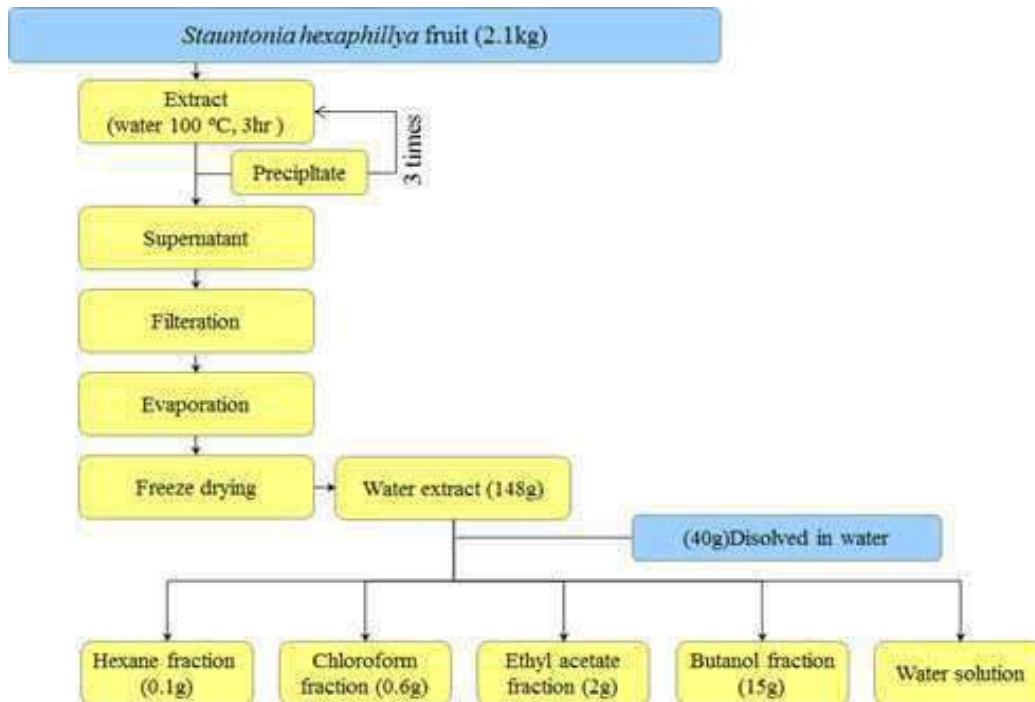 Stauntonia hexaphillya fruit (2.1kg)
Extract
(water 100 ℃, 3hr )
3 times
Precipltate
Supernatant
Filteration
Evaporation
Freeze drying
Water extract (148g)
(40g)Disolved in water
Hexane fraction
(0.1g)
Chloroform
fraction (0.6g)
Ethyl acetate
fraction (2g)
Butanol fraction
(15g)
Water solution